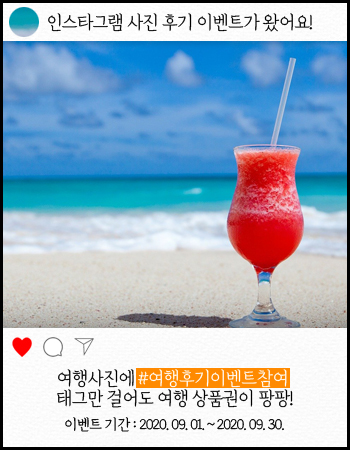 인스타그램 사진 후기 이벤트가 왔어요!
여행사진에 #여행후기이벤트참여
태그만 걸어도 여행 상품권이 팡팡!
이벤트 기간 : 2020. 09. 01. ~ 2020. 09. 30.